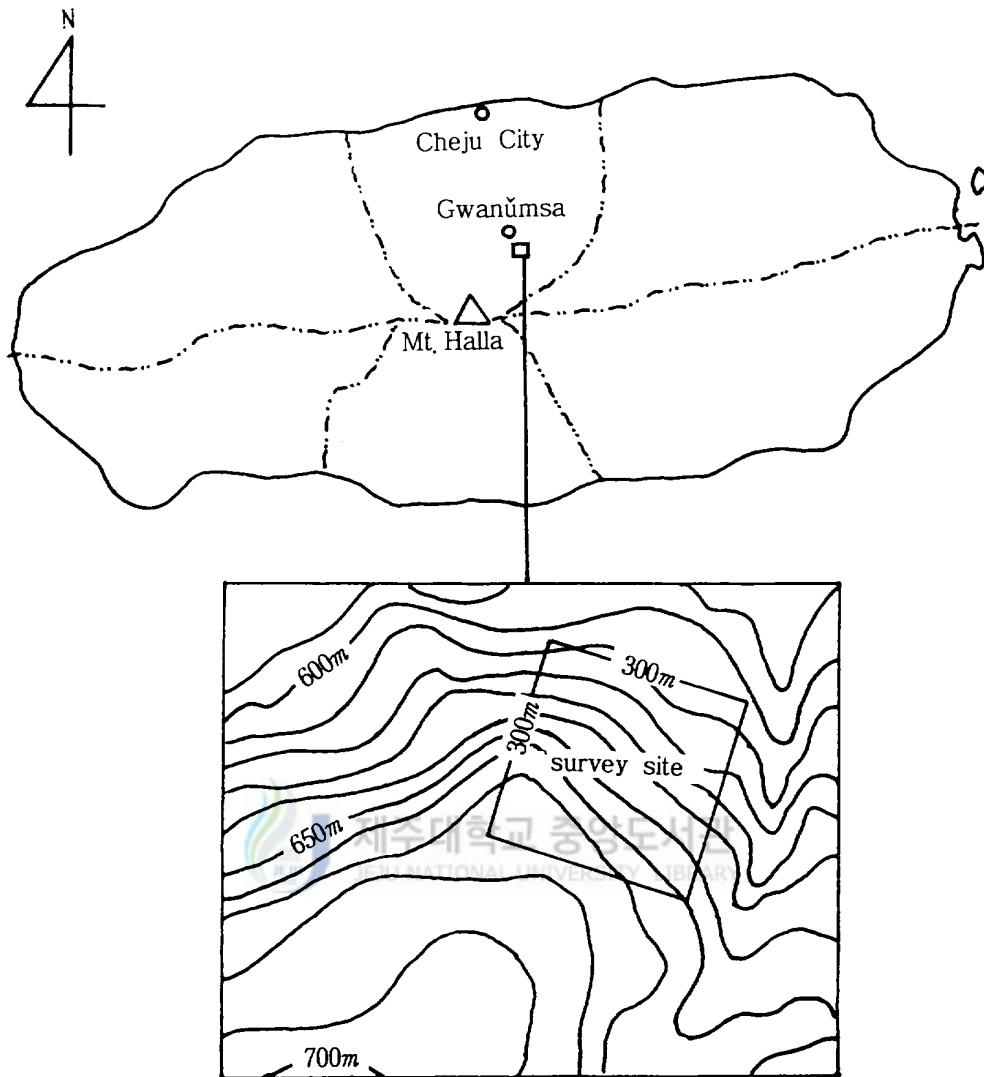 N
Cheju City
Gwanŭmsa
Mt. Halla
600m
300m
300m
survey site
650m
제주대학교 중앙도서관
JEJU NATIONAL UNIVERSITY LIBRARY
700m